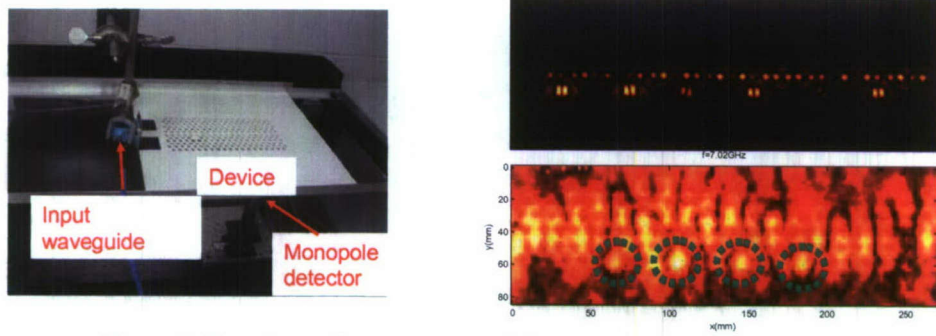 Device
Input
waveguide
Monopole
detector
f=7.02GHz
0
20
40
60
80
y(mm)
0
50
100
150
200
250
x(mm)